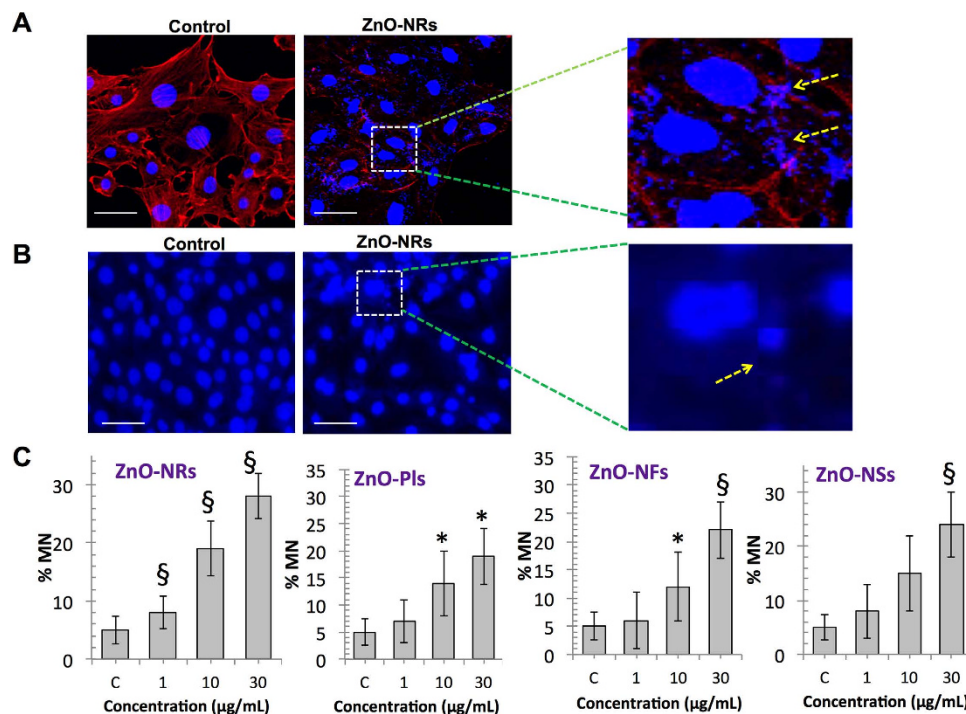 A
Control
ZnO-NRs
B
Control
ZnO-NRs
C
ZnO-NRs
% MN
30
20
10
0
§
§
§
C
1
10
30
Concentration (µg/mL)
ZnO-Pls
% MN
35
30
25
20
15
10
5
0
*
*
C
1
10
30
Concentration (µg/mL)
ZnO-NFs
% MN
35
30
25
20
15
10
5
0
*
§
C
1
10
30
Concentration (µg/mL)
ZnO-NSs
% MN
30
20
10
0
§
C
1
10
30
Concentration (µg/mL)